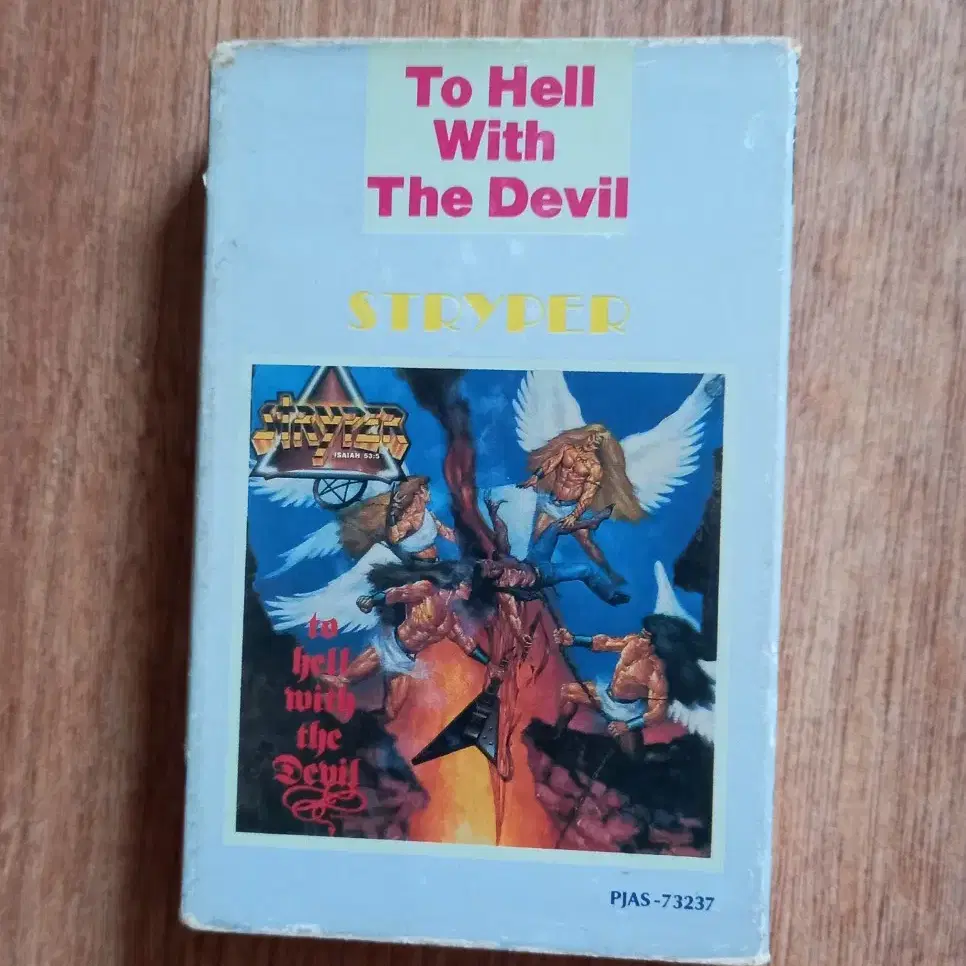 To Hell
With
The Devil
STRYPER
STRYPER
ISAIAH 53:5
to
hell
with
the
Devil
PJAS-73237